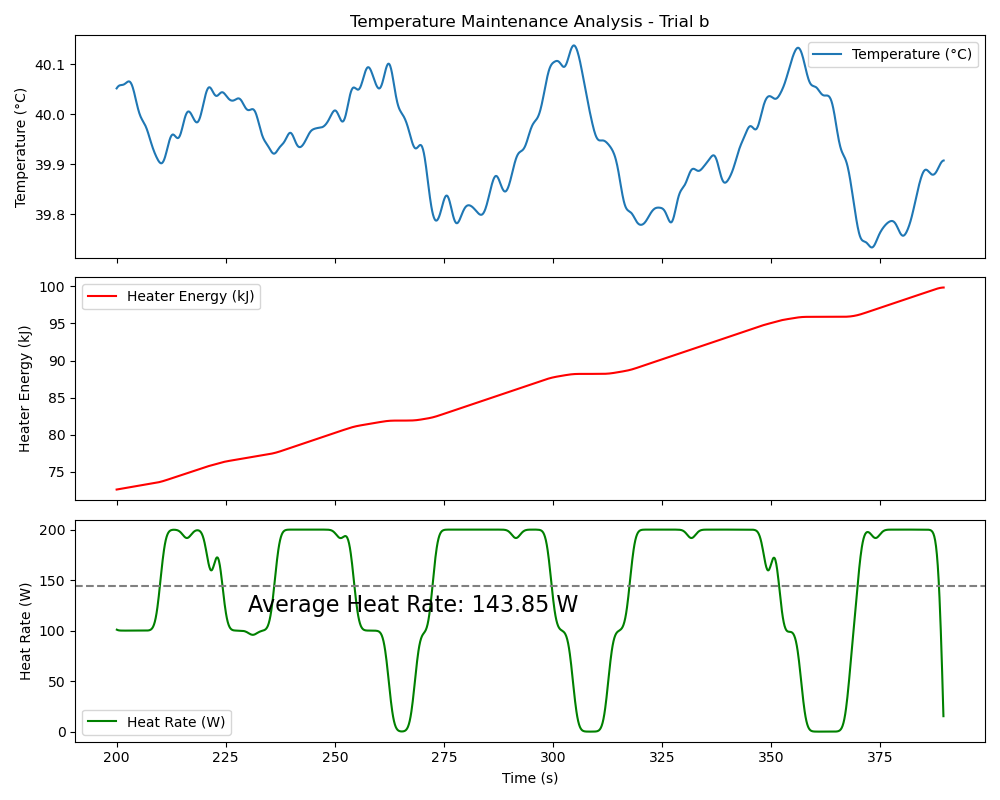 Temperature Maintenance Analysis - Trial b
Temperature (°C)
40.1
40.0
39.9
39.8
Temperature (°C)
Heater Energy (kJ)
100
95
90
85
80
75
Heater Energy (kJ)
Heat Rate (W)
200
150
100
50
0
Average Heat Rate: 143.85 W
Heat Rate (W)
200 225 250 275 300 325 350 375
Time (s)